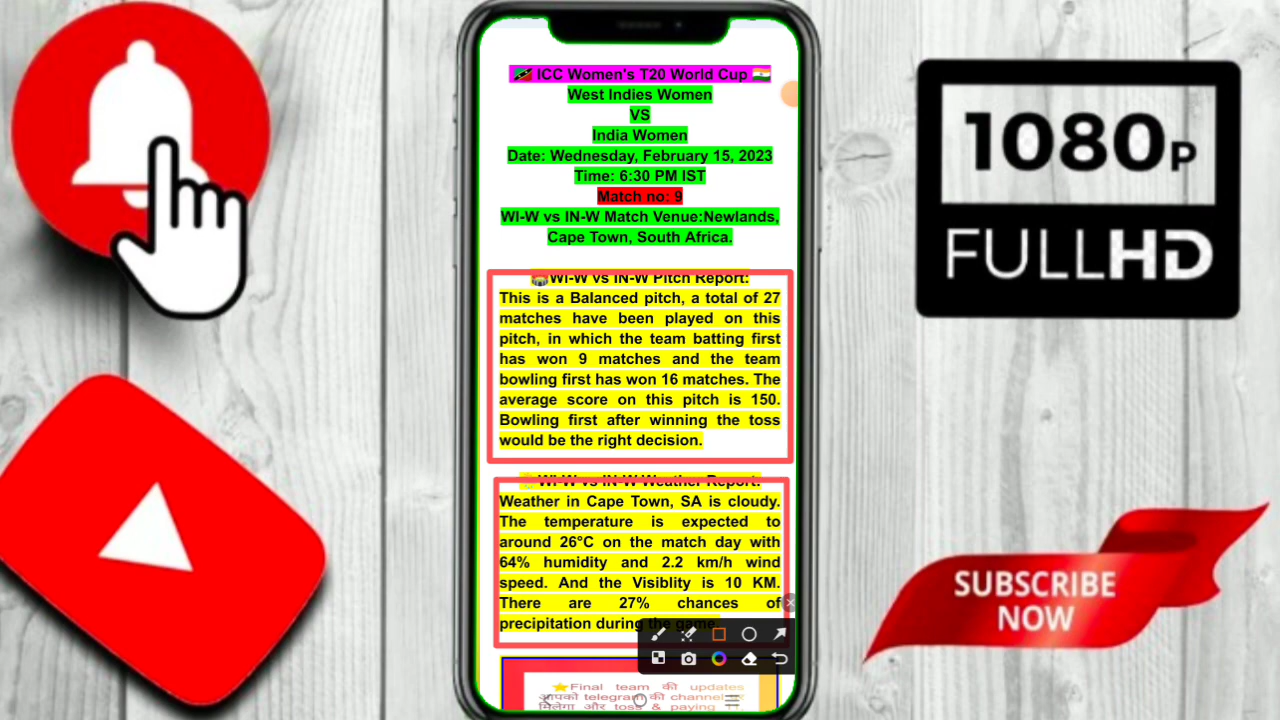 ICC Women's T20 World Cup
West Indies Women
VS
India Women
Date: Wednesday, February 15, 2023
Time: 6:30 PM IST
Match no: 9
WI-W vs IN-W Match Venue:Newlands,
Cape Town, South Africa.
WI-W vs IN-W Pitch Report:
This is a Balanced pitch, a total of 27
matches have been played on this
pitch, in which the team batting first
has won 9 matches and the team
bowling first has won 16 matches. The
average score on this pitch is 150.
Bowling first after winning the toss
would be the right decision.
WI-W vs IN-W Weather Report:
Weather in Cape Town, SA is cloudy.
The temperature is expected to
around 26°C on the match day with
64% humidity and 2.2 km/h wind
speed. And the Visiblity is 10 KM.
There are 27% chances of
precipitation during the game.
⭐Final team की updates
आपको telegram की channel
मिलेगा और toss & paying 11
1080P
FULLHD
SUBSCRIBE
NOW